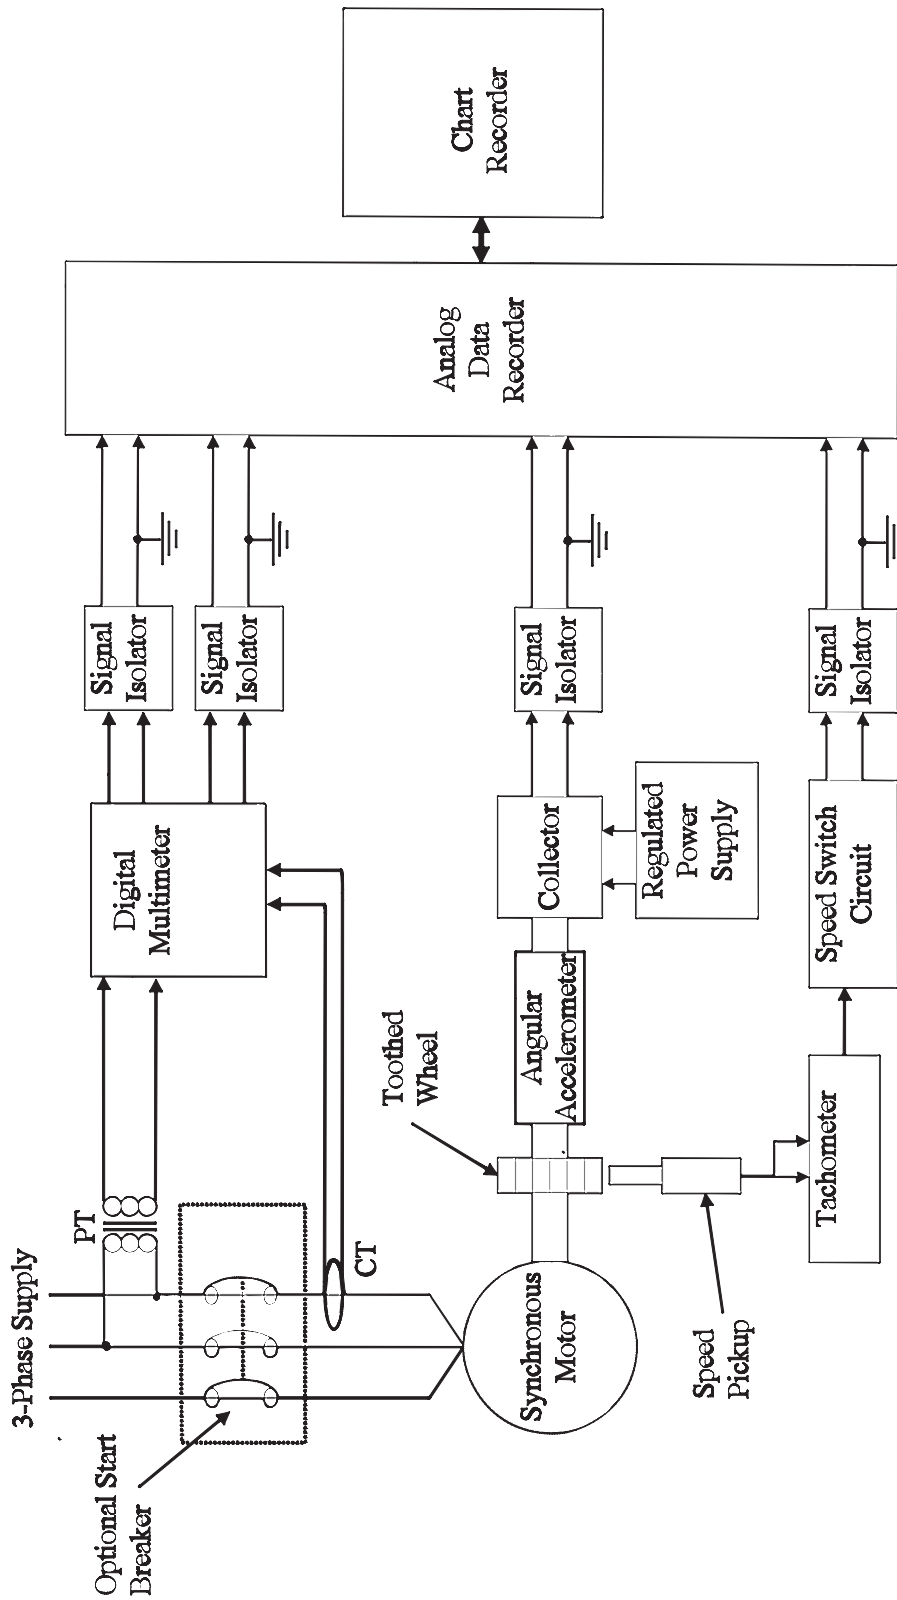 3-Phase Supply
Optional Start
Breaker
PT
CT
Digital
Multimeter
Signal
Isolator
Signal
Isolator
Synchronous
Motor
Toothed
Wheel
Angular
Accelerometer
Collector
Regulated
Power
Supply
Signal
Isolator
Speed
Pickup
Tachometer
Speed Switch
Circuit
Signal
Isolator
Analog
Data
Recorder
Chart
Recorder